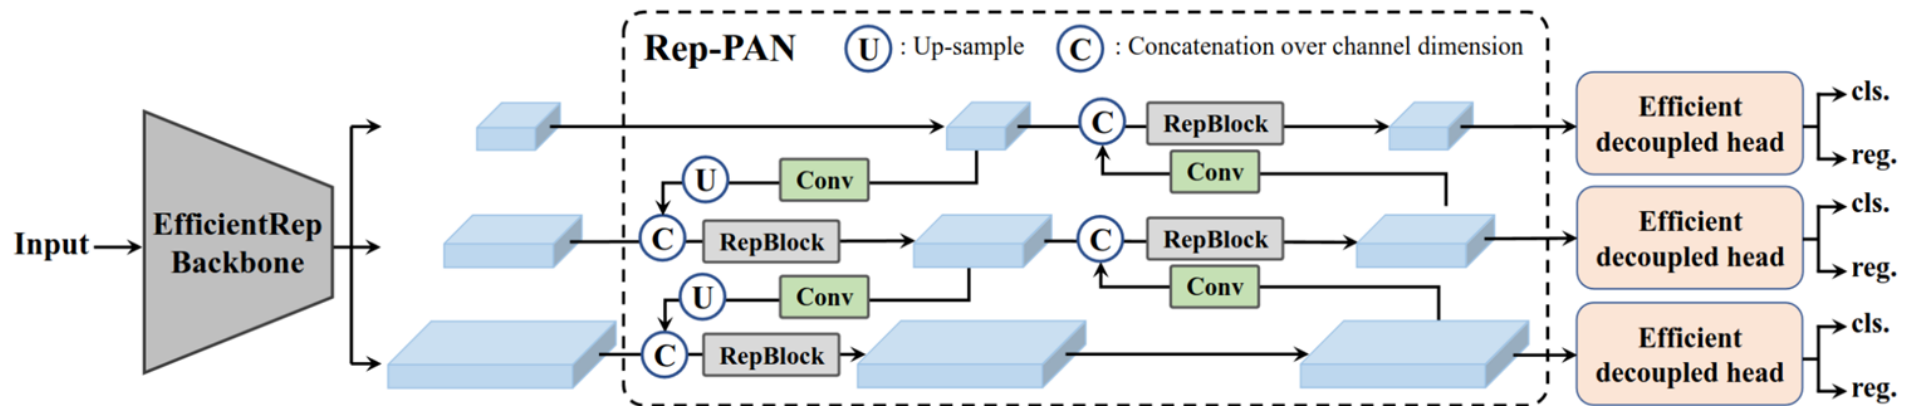 Rep-PAN
U : Up-sample
C : Concatenation over channel dimension
Input
EfficientRep
Backbone
C
RepBlock
U
Conv
Conv
C
RepBlock
C
RepBlock
U
Conv
Conv
C
RepBlock
Efficient
decoupled head
cls.
reg.
Efficient
decoupled head
cls.
reg.
Efficient
decoupled head
cls.
reg.